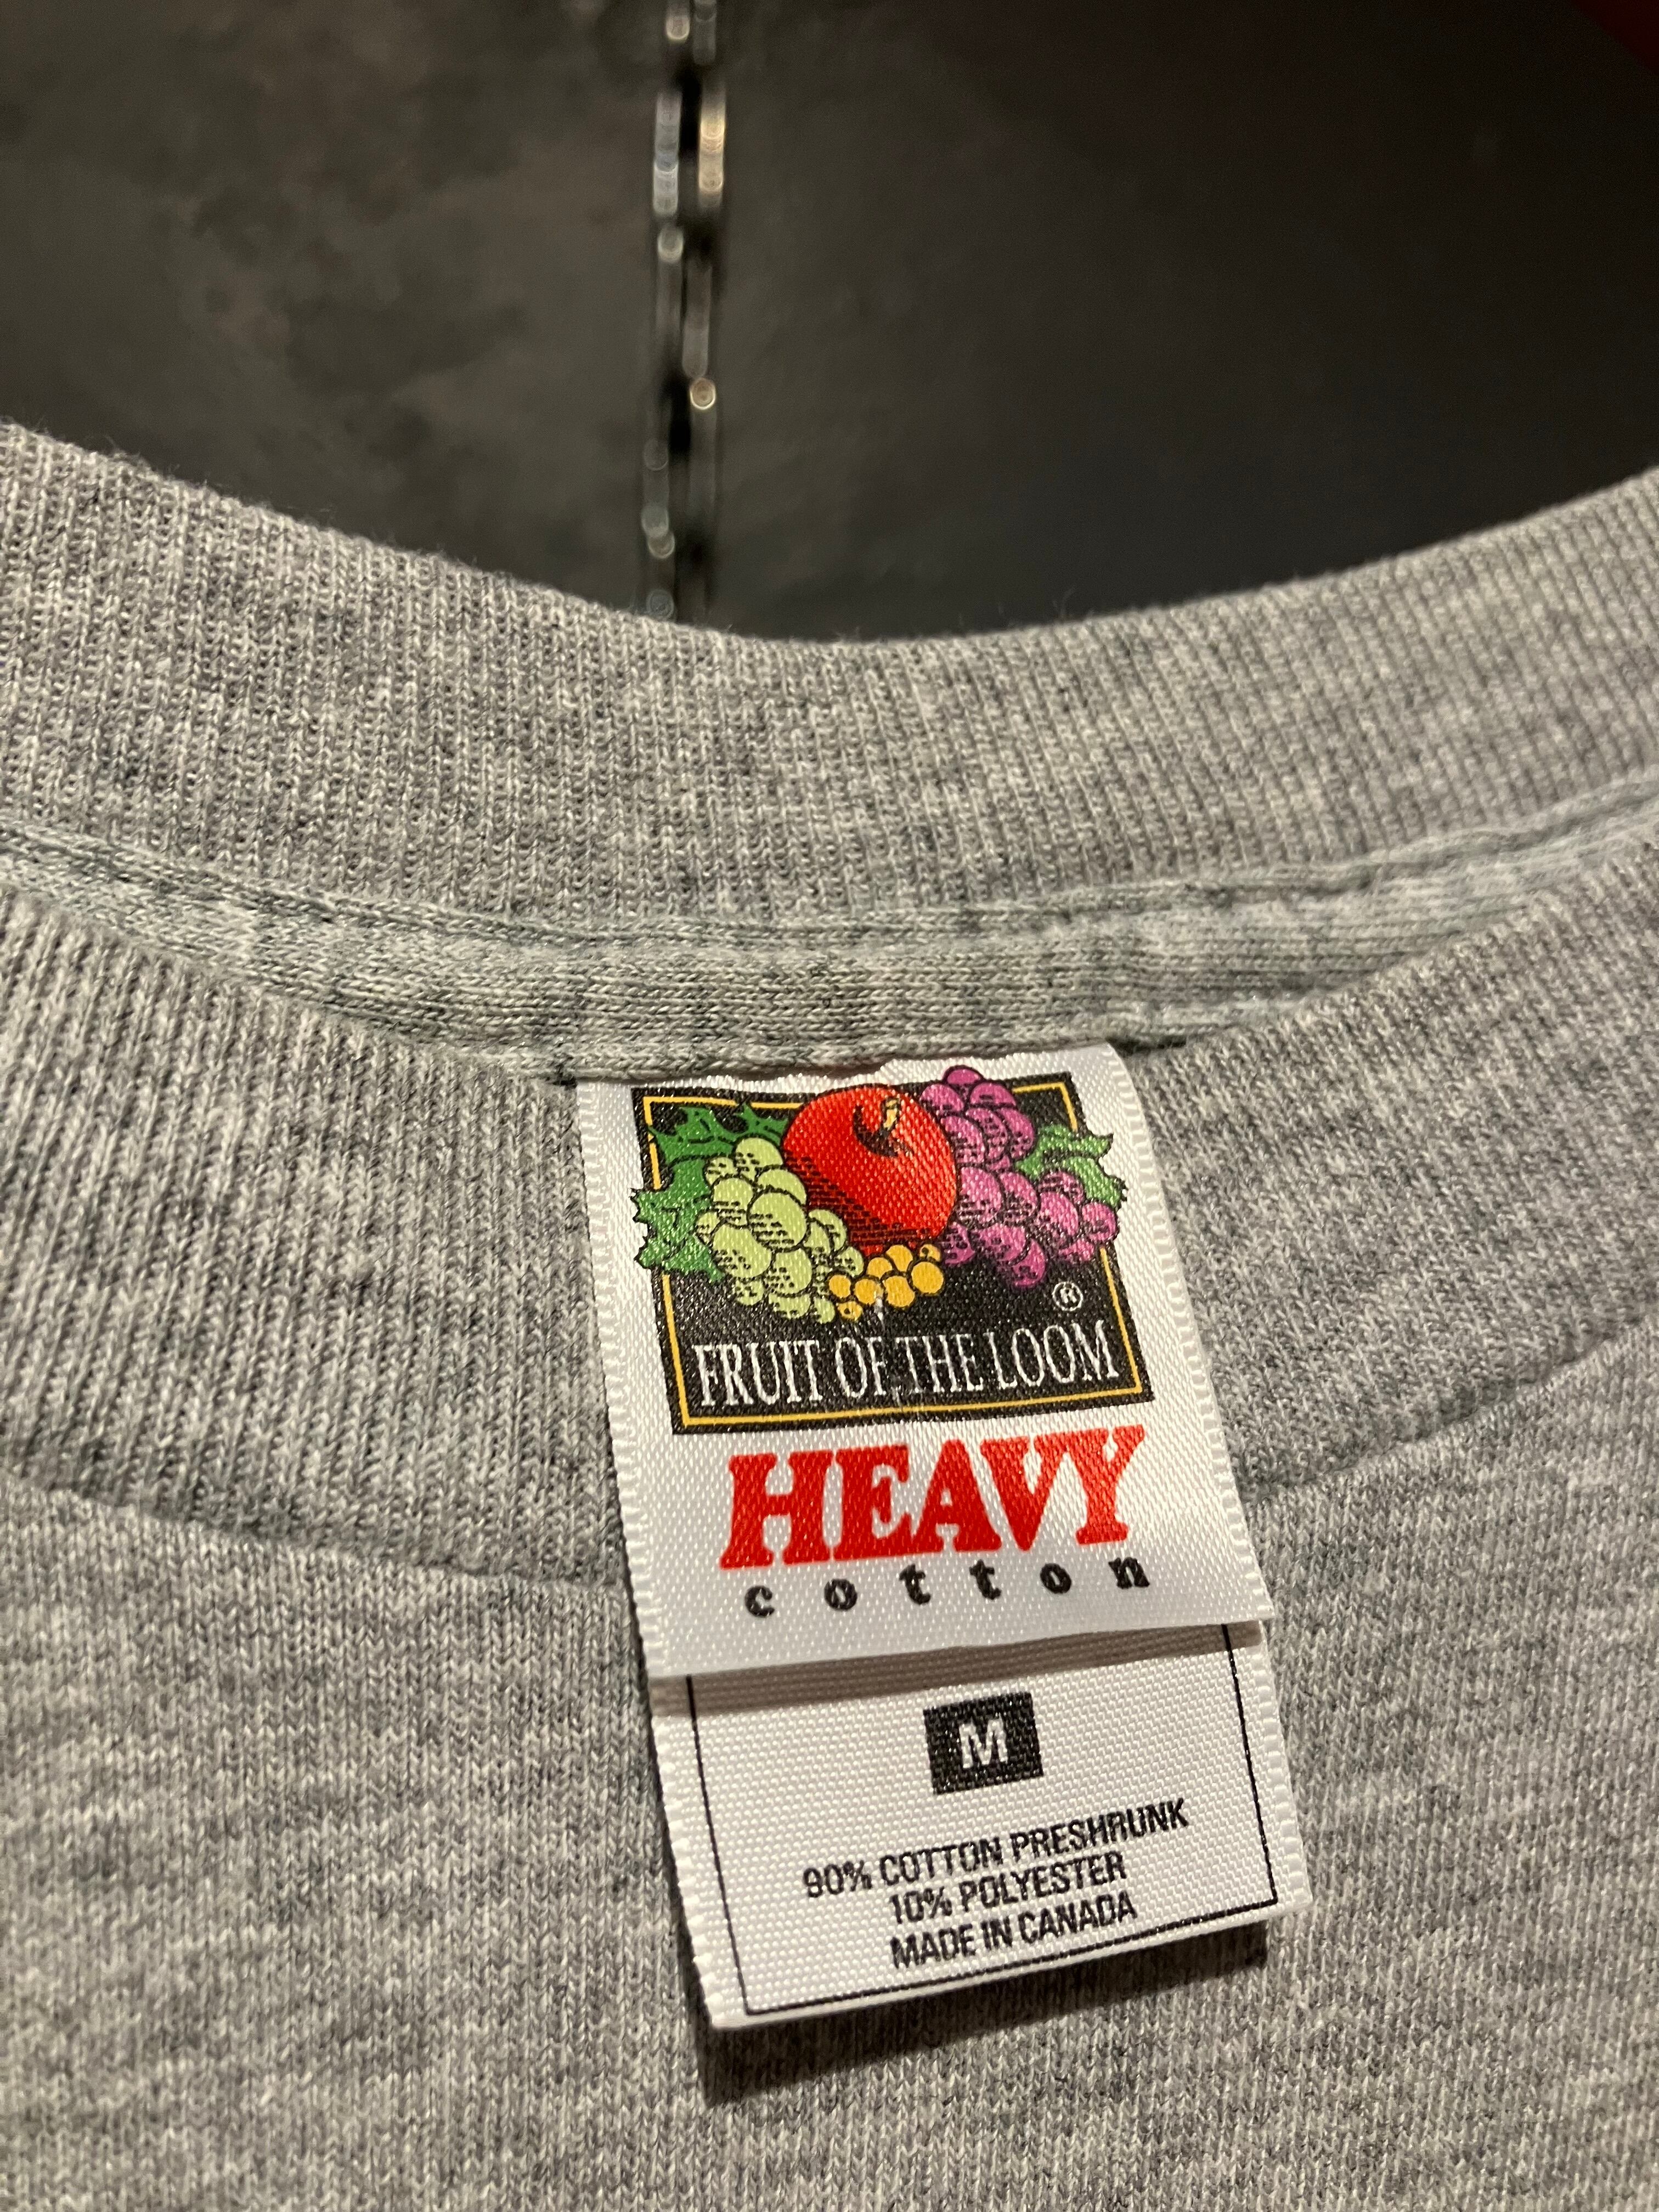 ®
FRUIT OF THE LOOM
HEAVY
cotton
M
90% COTTON PRESHRUNK
10% POLYESTER
MADE IN CANADA